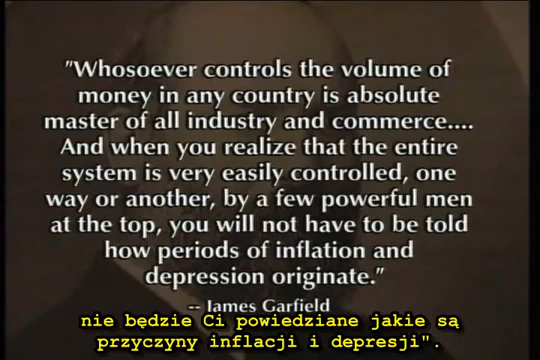 "Whosoever controls the volume of
money in any country is absolute
master of all industry and commerce....
And when you realize that the entire
system is very easily controlled, one
way or another, by a few powerful men
at the top, you will not have to be told
how periods of inflation and
depression originate."
-- James Garfield
nie będzie Ci powiedziane jakie są
przyczyny inflacji i depresji".